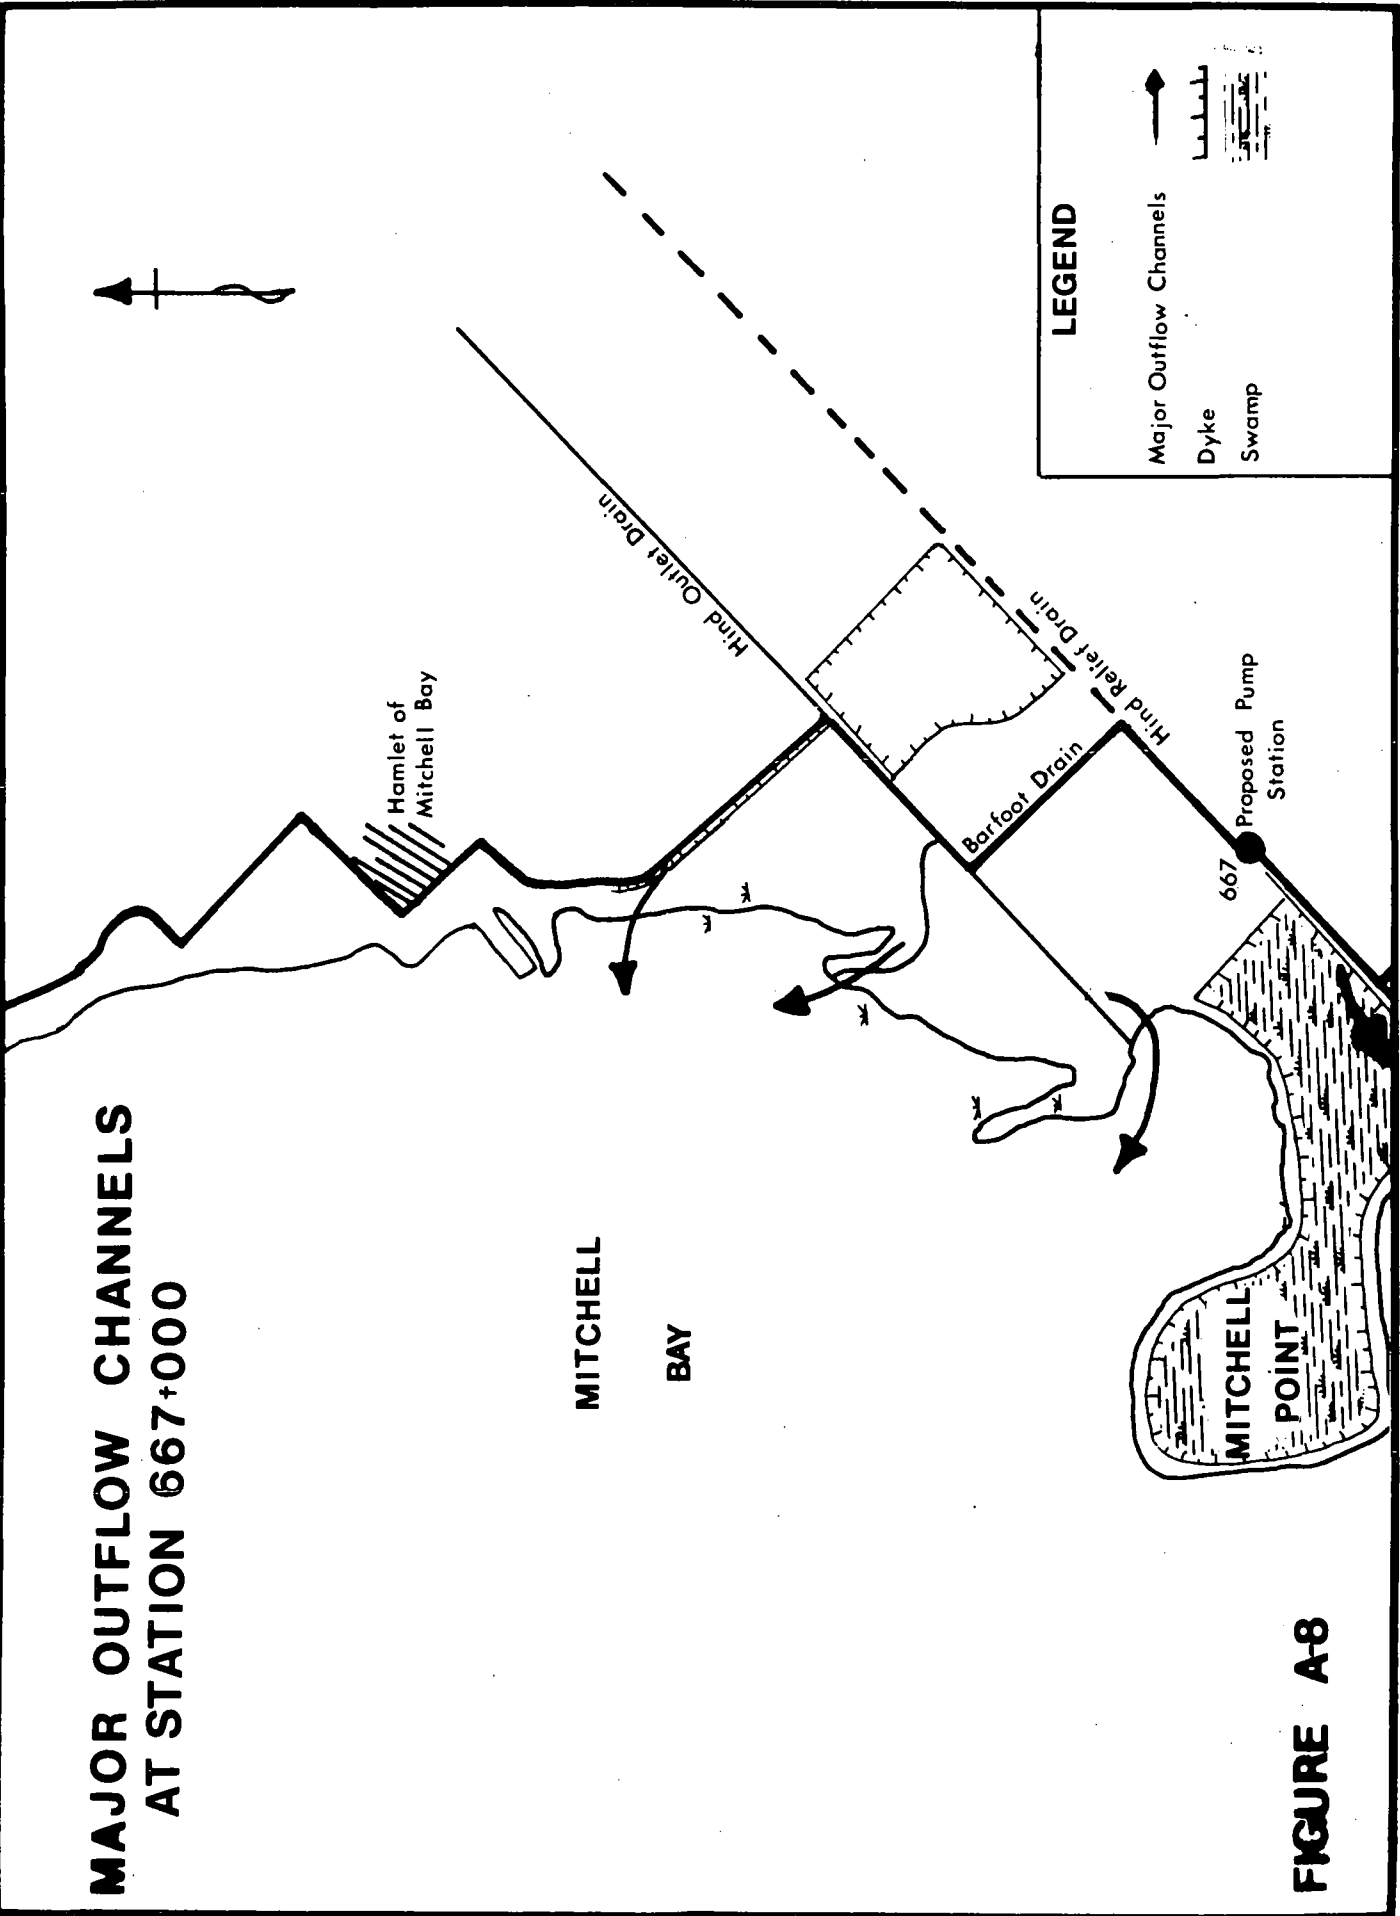 MAJOR OUTFLOW CHANNELS
AT STATION 667+000
Hamlet of
Mitchell Bay
Hind Outlet Drain
MITCHELL
BAY
Barfoot Drain
Hind Relief Drain
667
Proposed Pump
Station
MITCHELL
POINT
LEGEND
Major Outflow Channels
Dyke
Swamp
FIGURE A-8